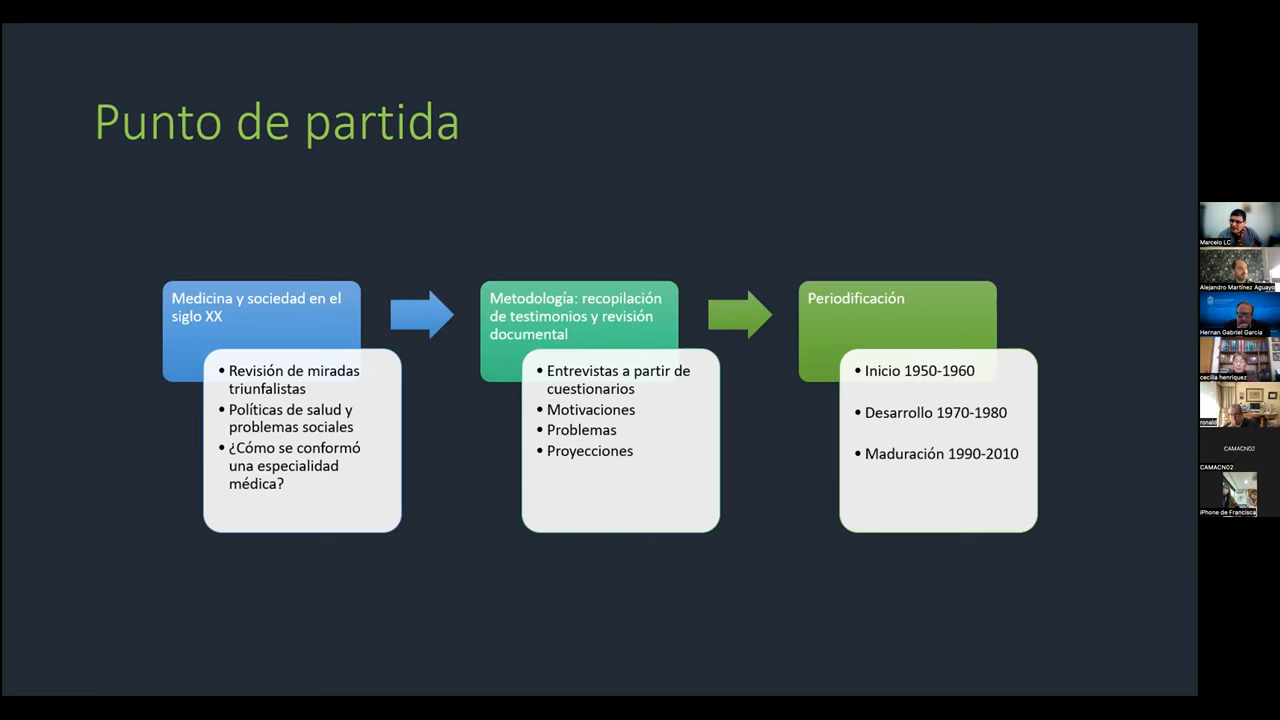 Punto de partida
Medicina y sociedad en el
siglo XX
• Revisión de miradas
triunfalistas
• Políticas de salud y
problemas sociales
• ¿Cómo se conformó
una especialidad
médica?
Metodología: recopilación
de testimonios y revisión
documental
• Entrevistas a partir de
cuestionarios
• Motivaciones
• Problemas
• Proyecciones
Periodificación
• Inicio 1950-1960
• Desarrollo 1970-1980
• Maduración 1990-2010
Marcelo LC
Alejandro Martínez Aguayo
Hernan Gabriel Garcia
cecilia henriquez
ronald
CAMACN02
CAMACN02
iPhone de Francisca